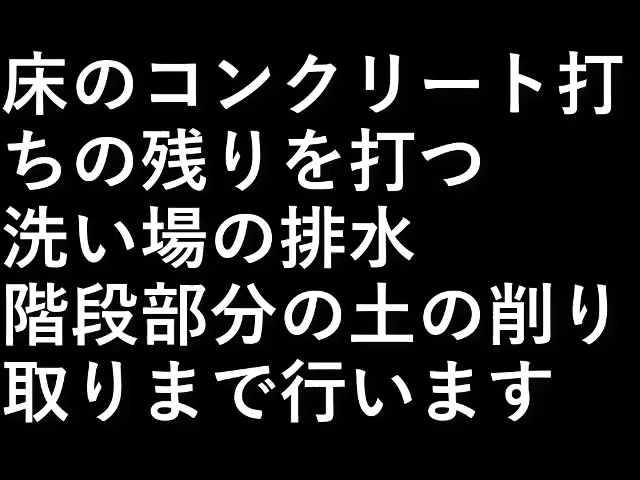 床のコンクリート打
ちの残りを打つ
洗い場の排水
階段部分の土の削り
取りまで行います